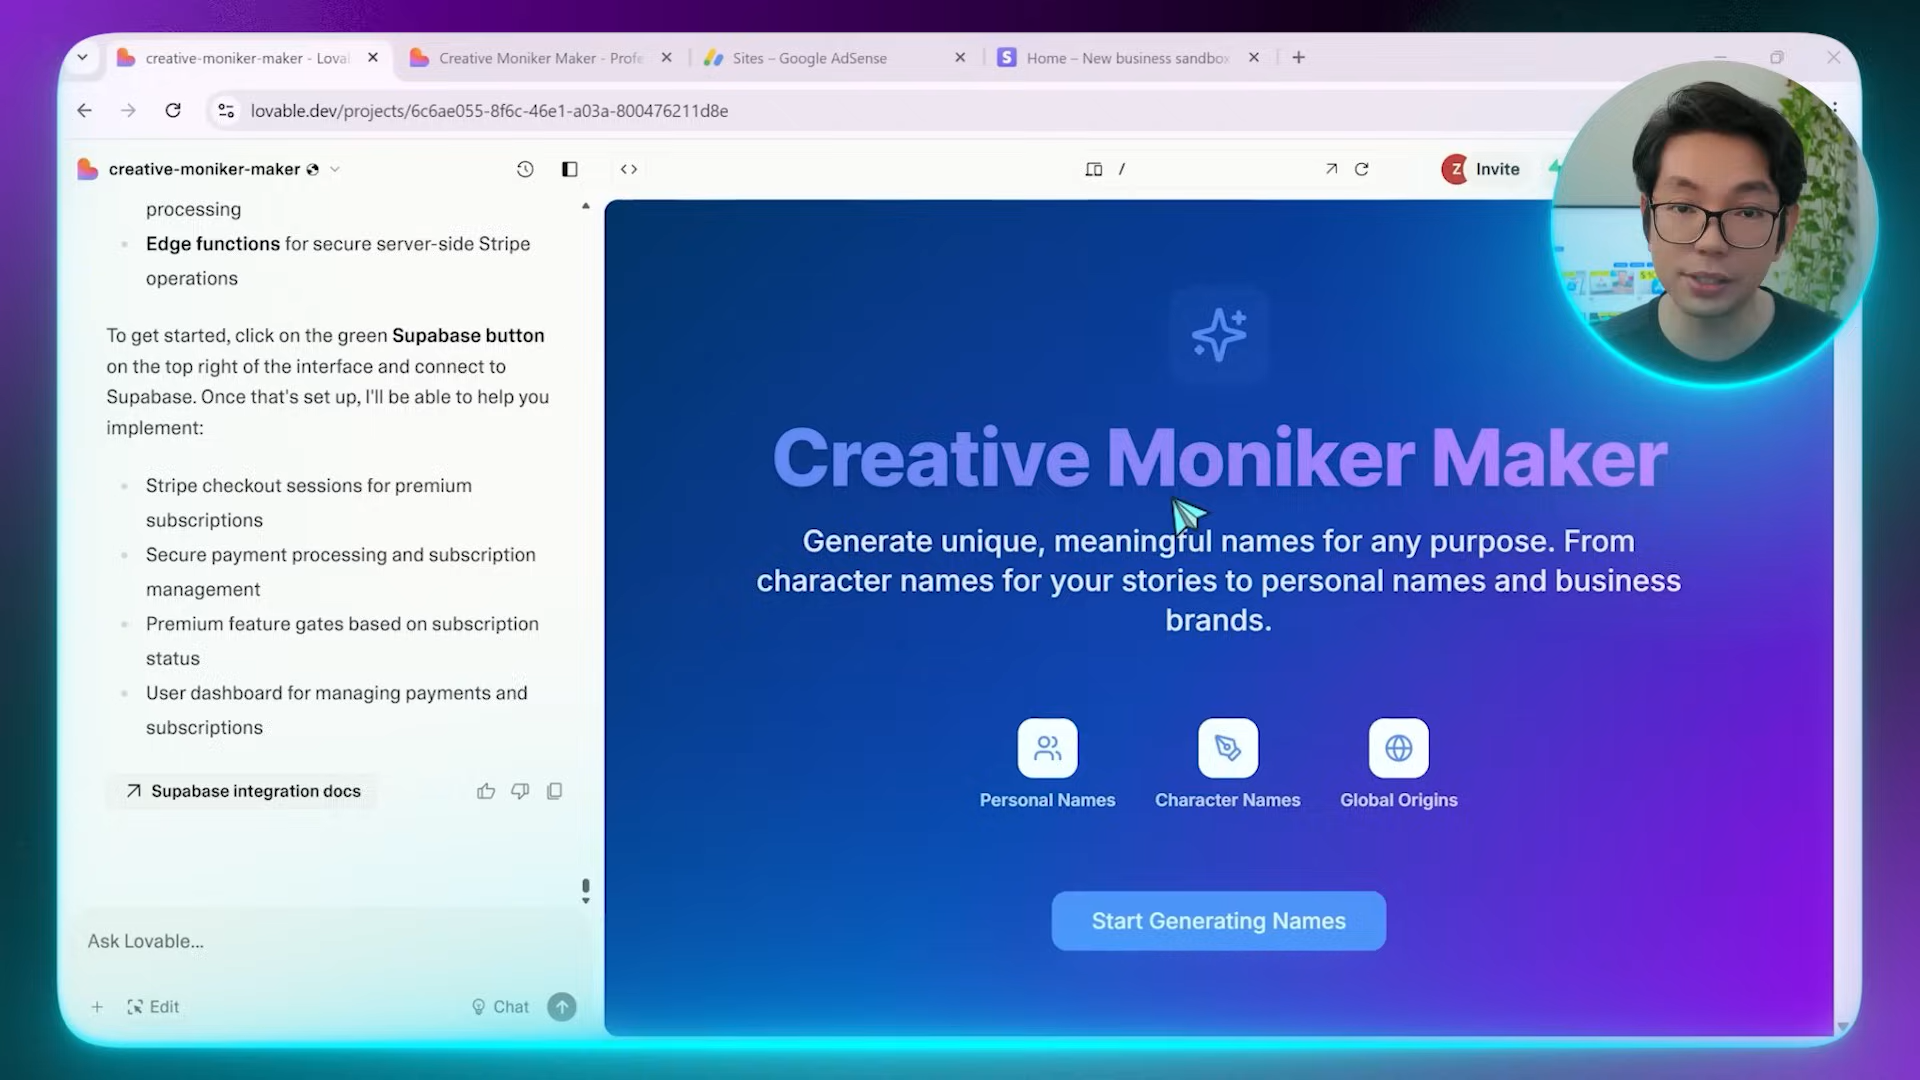 creative-moniker-maker - Loval
Creative Moniker Maker - Profe
Sites – Google AdSense
S Home – New business sandbox
lovable.dev/projects/6c6ae055-8f6c-46e1-a03a-800476211d8e
creative-moniker-maker
/
Z Invite
processing
Edge functions for secure server-side Stripe
operations
To get started, click on the green Supabase button
on the top right of the interface and connect to
Supabase. Once that's set up, I'll be able to help you
implement:
Stripe checkout sessions for premium
subscriptions
Secure payment processing and subscription
management
Premium feature gates based on subscription
status
User dashboard for managing payments and
subscriptions
Supabase integration docs
Ask Lovable...
Edit
Chat
Creative Moniker Maker
Generate unique, meaningful names for any purpose. From
character names for your stories to personal names and business
brands.
Personal Names
Character Names
Global Origins
Start Generating Names